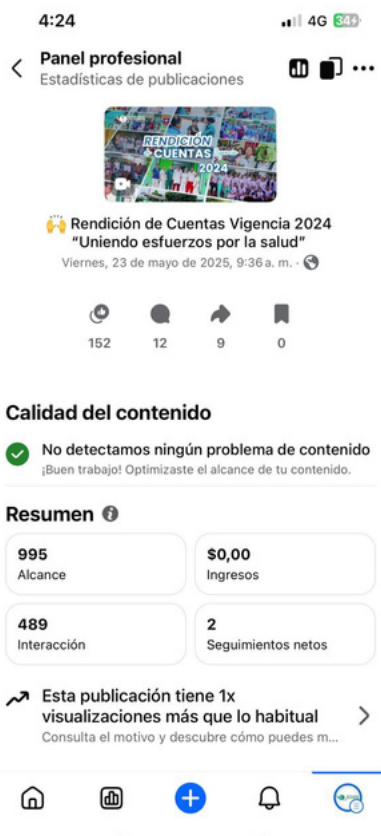 4:24
4G 34
Panel profesional
Estadísticas de publicaciones
RENDICIÓN
CUENTAS
2024
🙌 Rendición de Cuentas Vigencia 2024
“Uniendo esfuerzos por la salud”
Viernes, 23 de mayo de 2025, 9:36 a. m. ·
152 12 9 0
Calidad del contenido
No detectamos ningún problema de contenido
¡Buen trabajo! Optimizaste el alcance de tu contenido.
Resumen
995 $0,00
Alcance Ingresos
489 2
Interacción Seguimientos netos
Esta publicación tiene 1x
visualizaciones más que lo habitual
Consulta el motivo y descubre cómo puedes m...